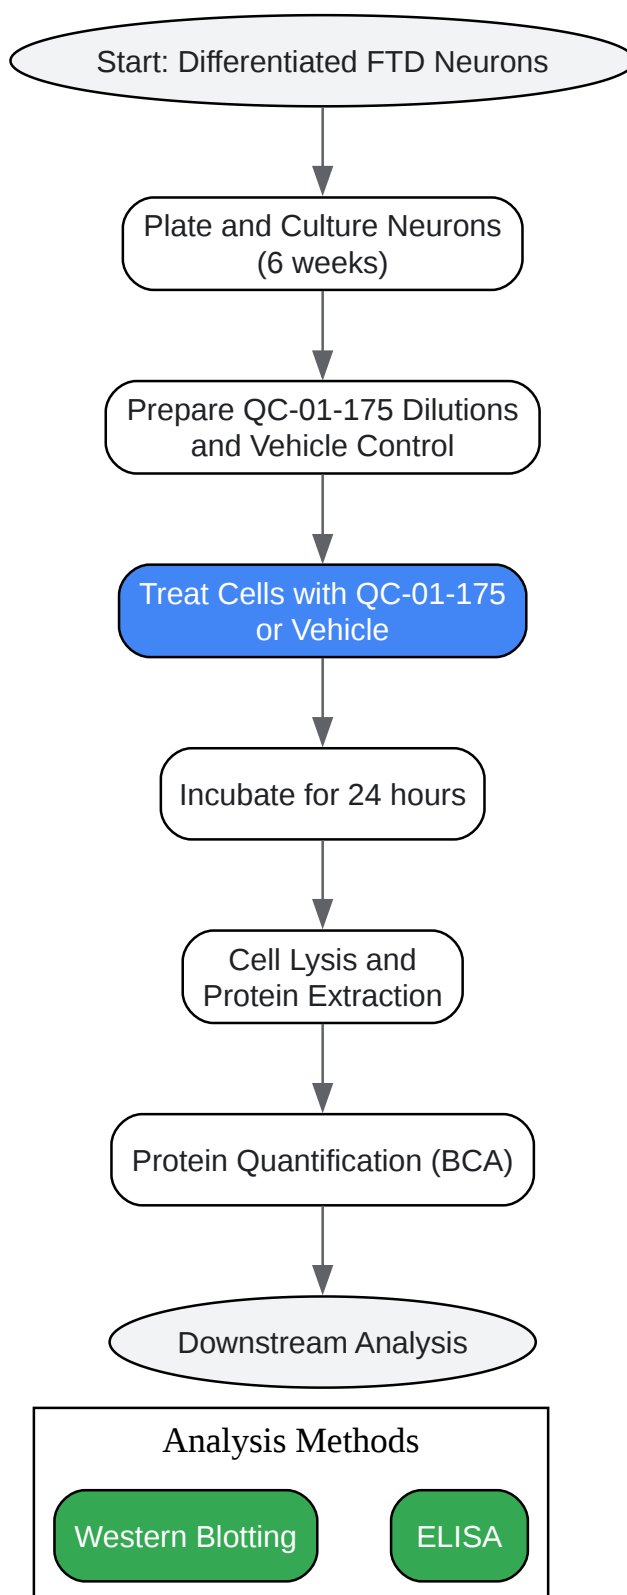 Start: Differentiated FTD Neurons
Plate and Culture Neurons
(6 weeks)
Prepare QC-01-175 Dilutions
and Vehicle Control
Treat Cells with QC-01-175
or Vehicle
Incubate for 24 hours
Cell Lysis and
Protein Extraction
Protein Quantification (BCA)
Downstream Analysis
Analysis Methods
Western Blotting
ELISA